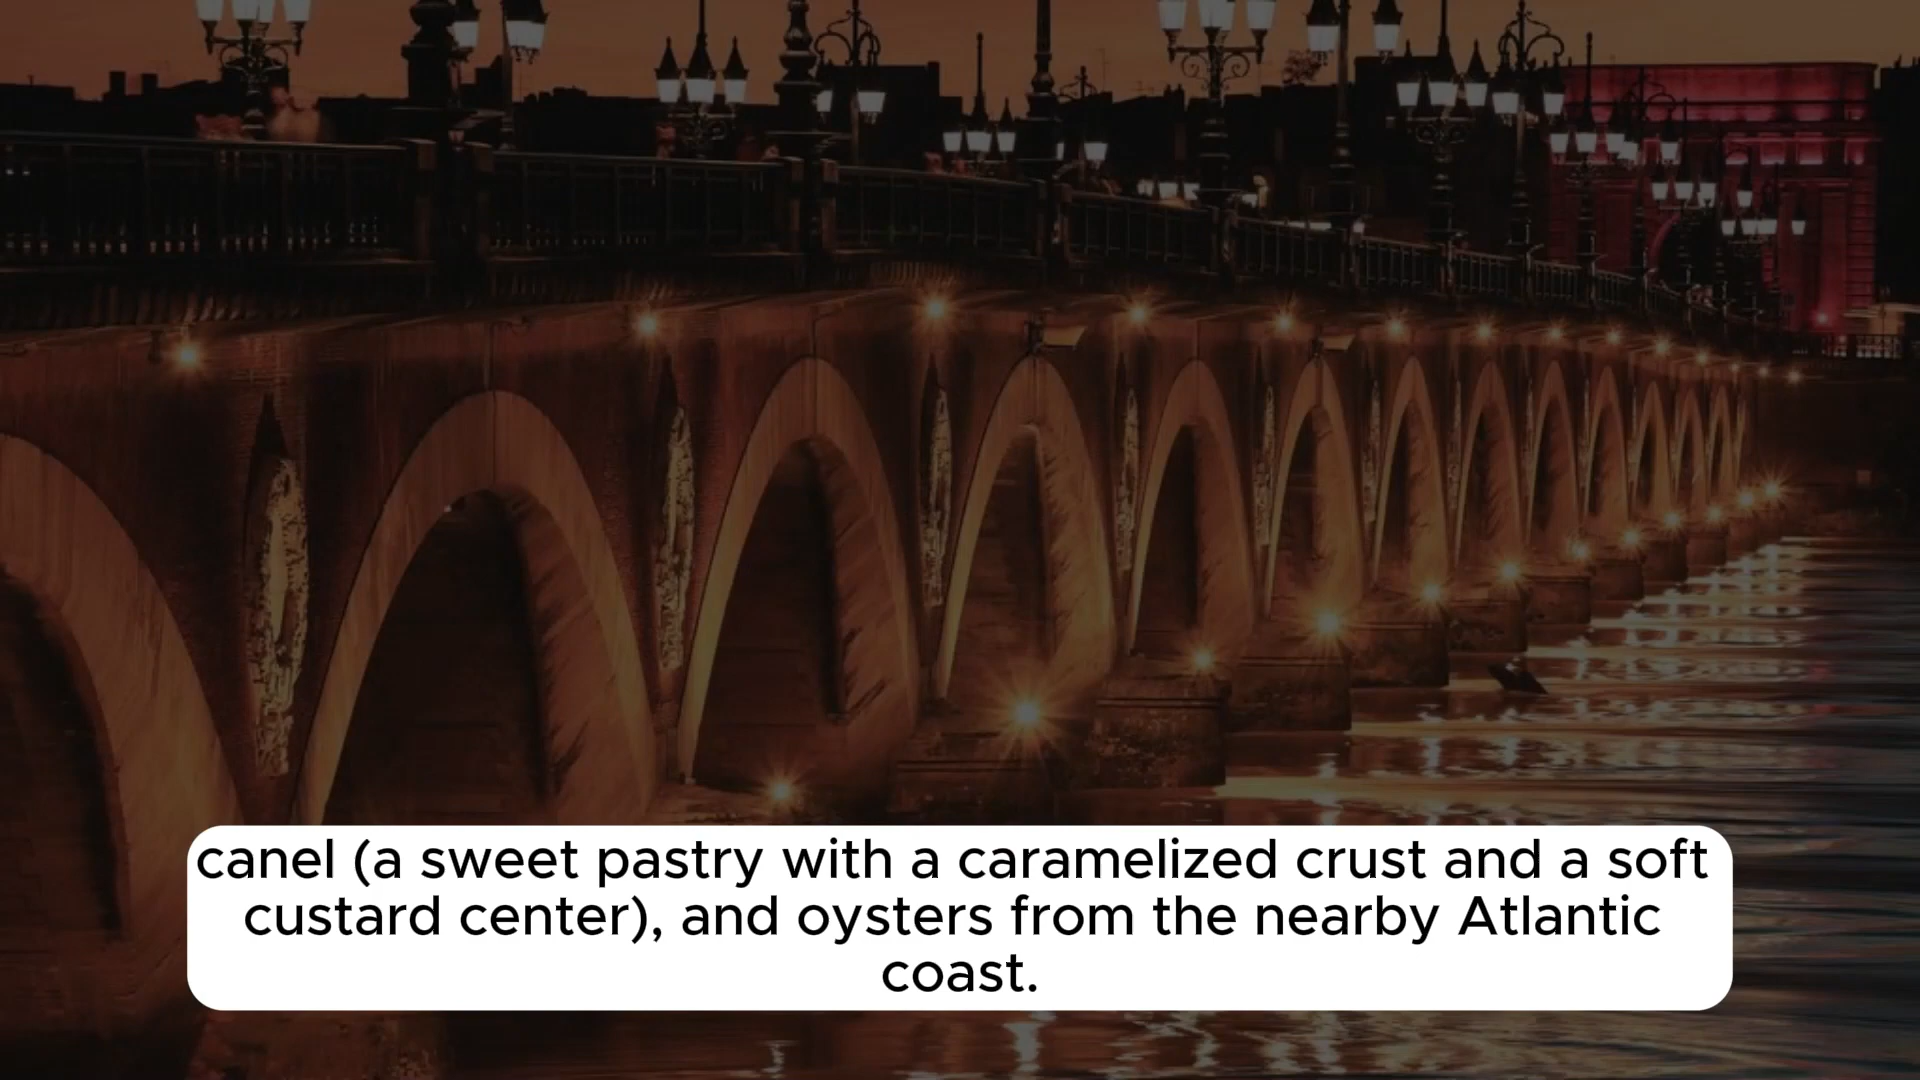 canel (a sweet pastry with a caramelized crust and a soft
custard center), and oysters from the nearby Atlantic
coast.